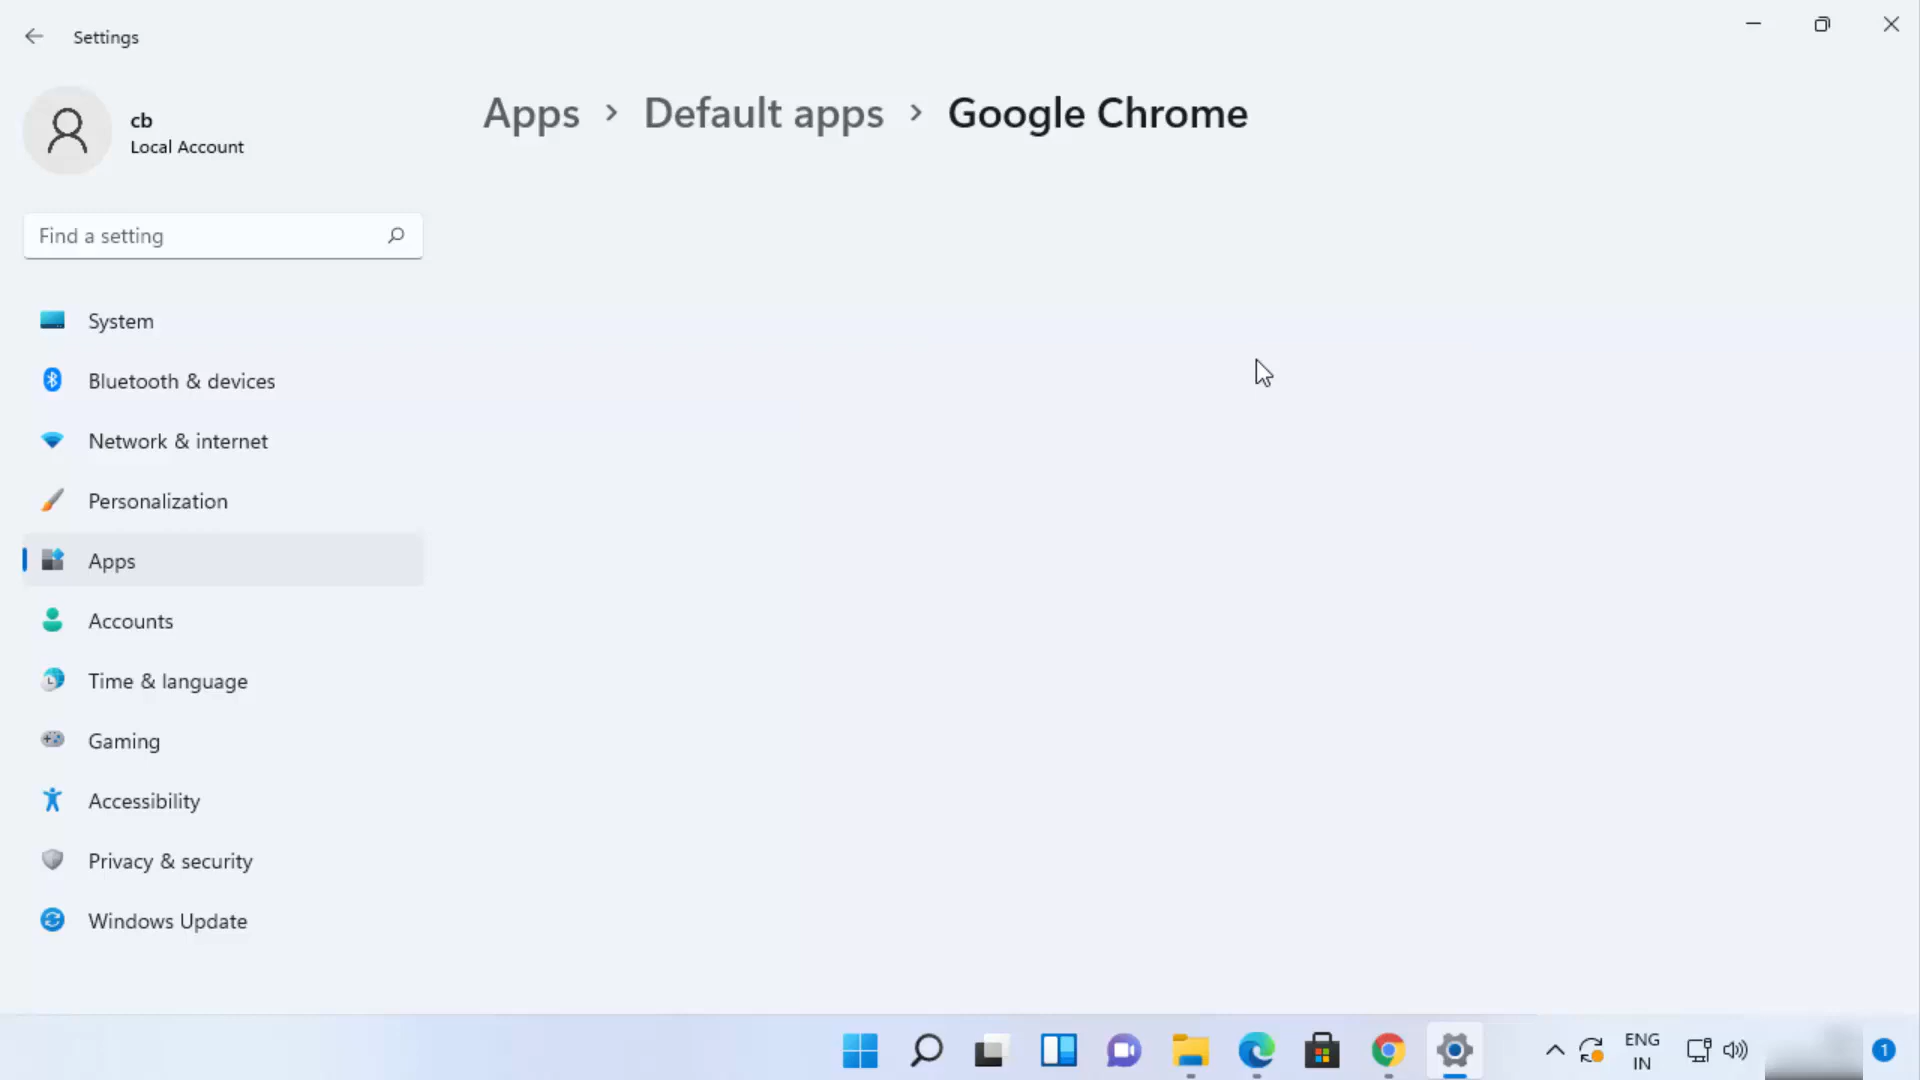 Settings
cb
Local Account
Find a setting
Apps > Default apps > Google Chrome
System
Bluetooth & devices
Network & internet
Personalization
Apps
Accounts
Time & language
Gaming
Accessibility
Privacy & security
Windows Update
ENG
IN
1